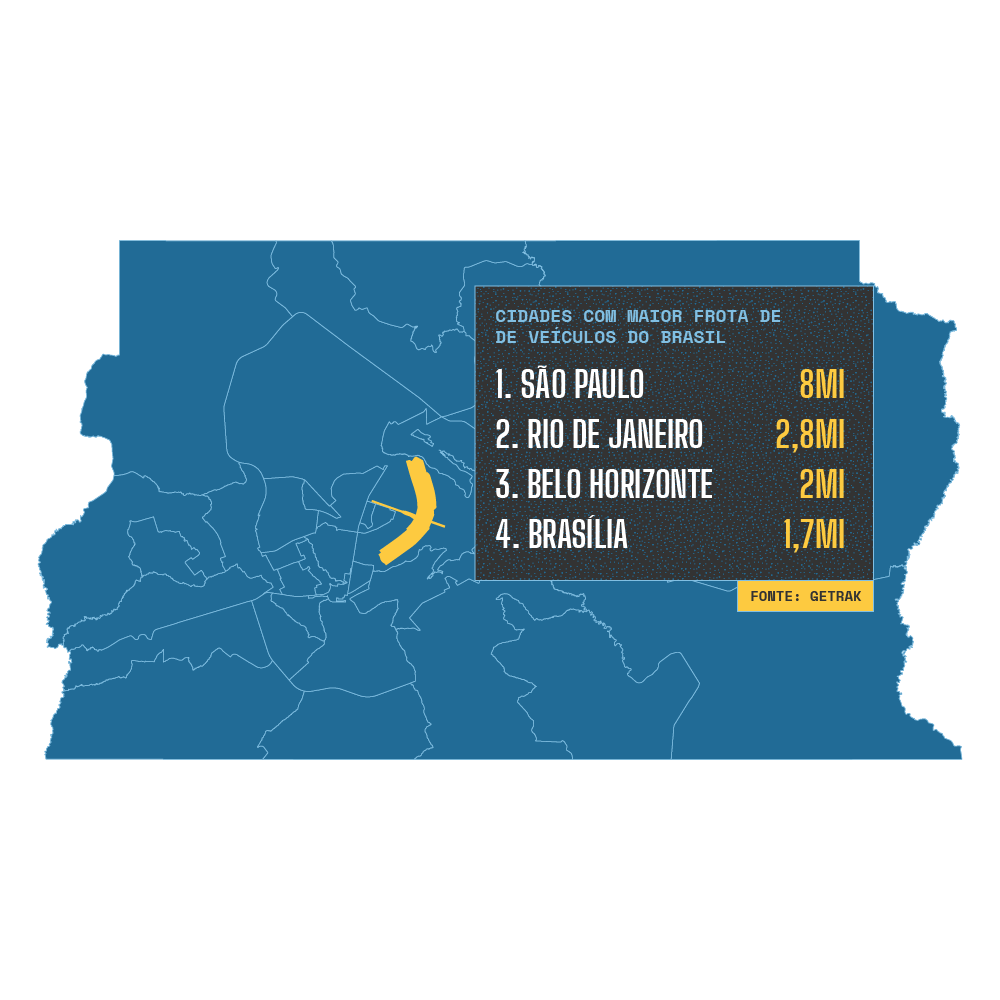 CIDADES COM MAIOR FROTA DE
DE VEÍCULOS DO BRASIL
1. SÃO PAULO 8MI
2. RIO DE JANEIRO 2,8MI
3. BELO HORIZONTE 2MI
4. BRASÍLIA 1,7MI
FONTE: GETRAK